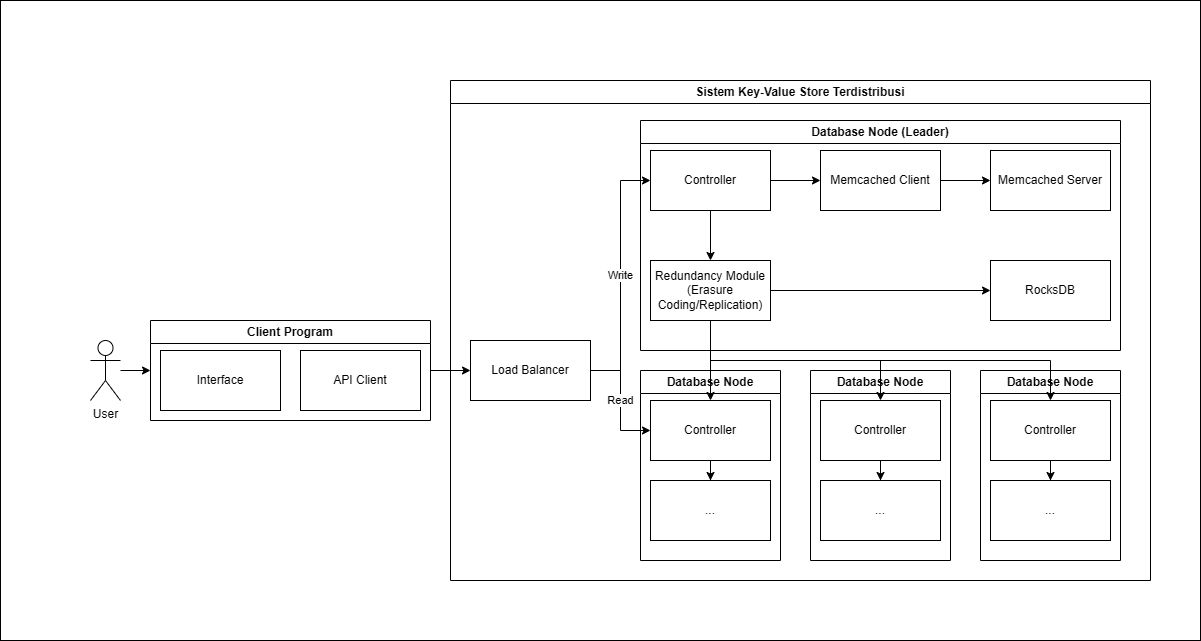 Sistem Key-Value Store Terdistribusi
Database Node (Leader)
Controller
Memcached Client
Memcached Server
Write
Redundancy Module
(Erasure
Coding/Replication)
RocksDB
Client Program
Interface
API Client
User
Load Balancer
Read
Database Node
Controller
...
Database Node
Controller
...
Database Node
Controller
...